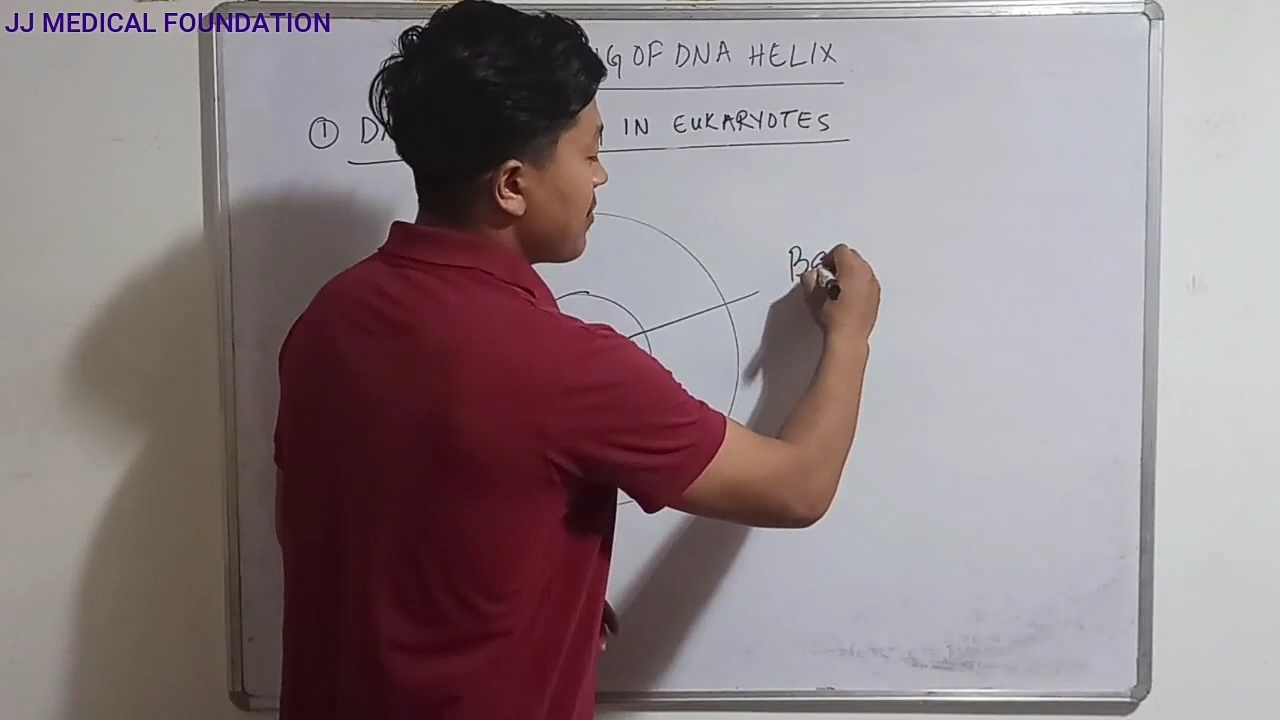 JJ MEDICAL FOUNDATION
OF DNA HELIX
① IN EUKARYOTES